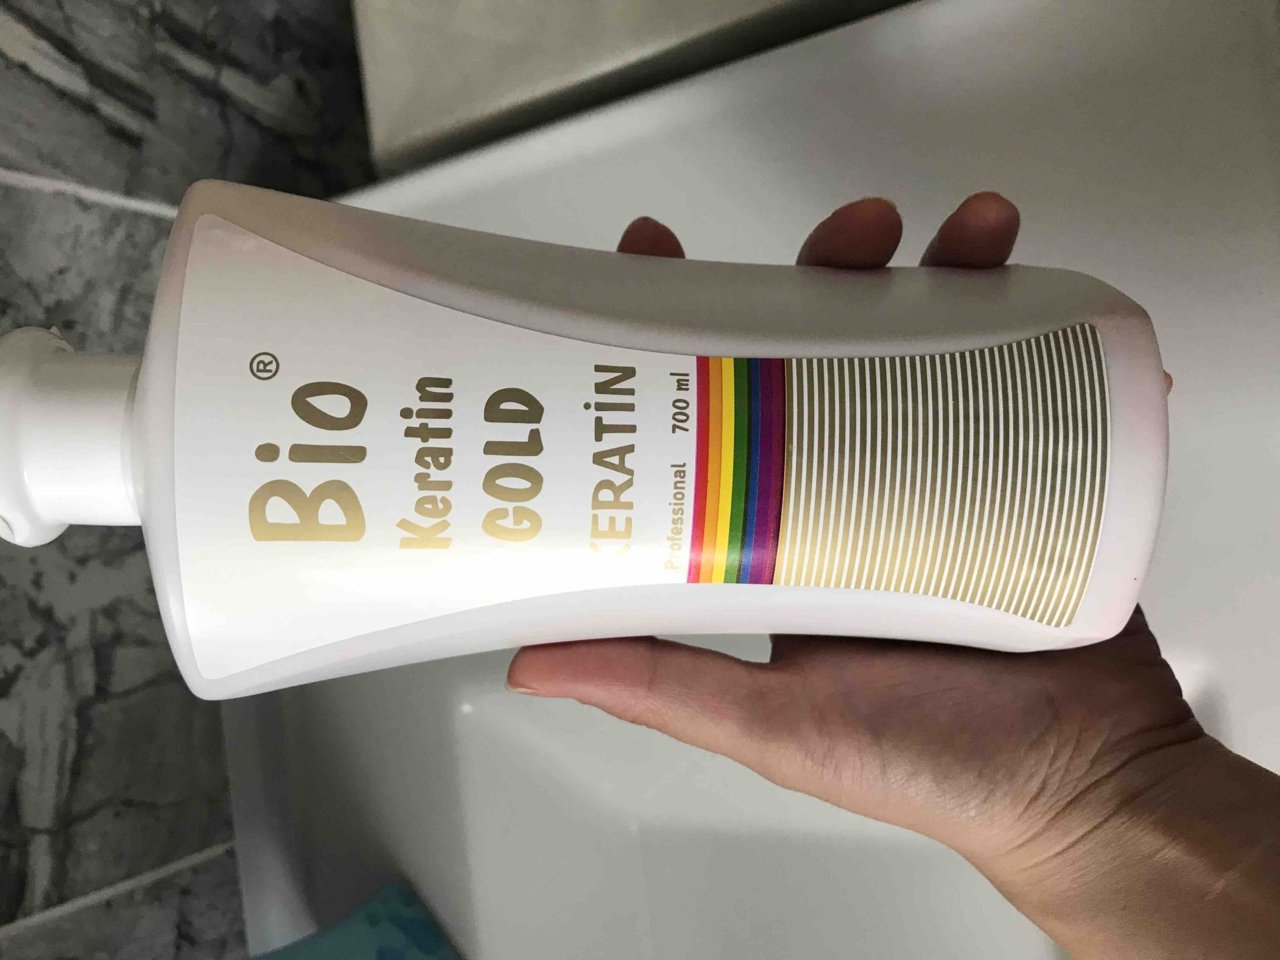 Bio®
Keratin
GOLD
KERATİN
Professional 700 ml